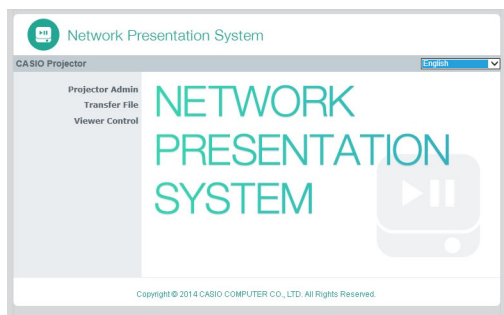 Network Presentation System
CASIO Projector
English
Projector Admin
Transfer File
Viewer Control
NETWORK
PRESENTATION
SYSTEM
Copyright © 2014 CASIO COMPUTER CO., LTD. All Rights Reserved.